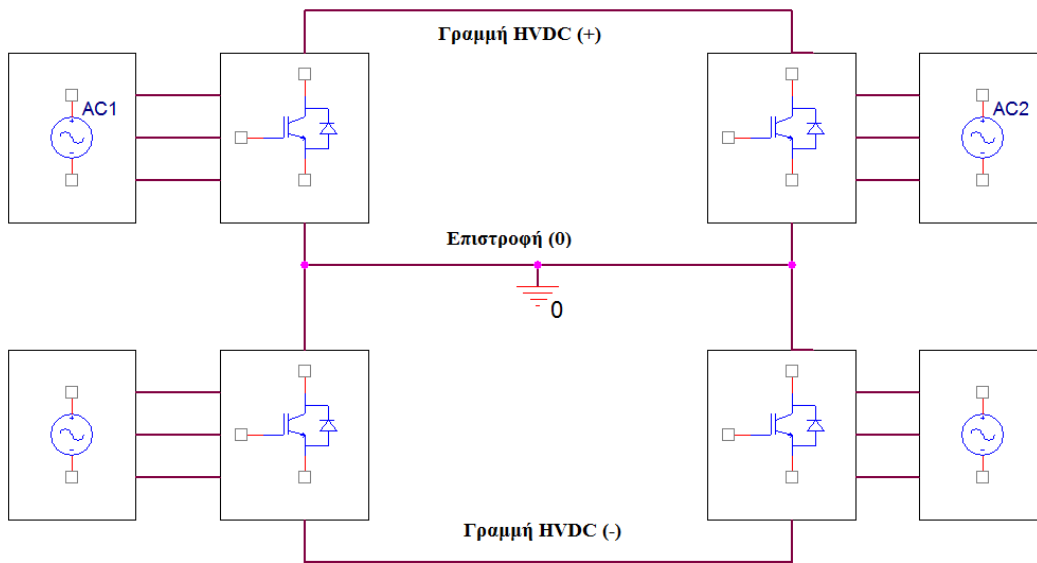 Γραμμή HVDC (+)
AC1
AC2
Επιστροφή (0)
0
Γραμμή HVDC (-)